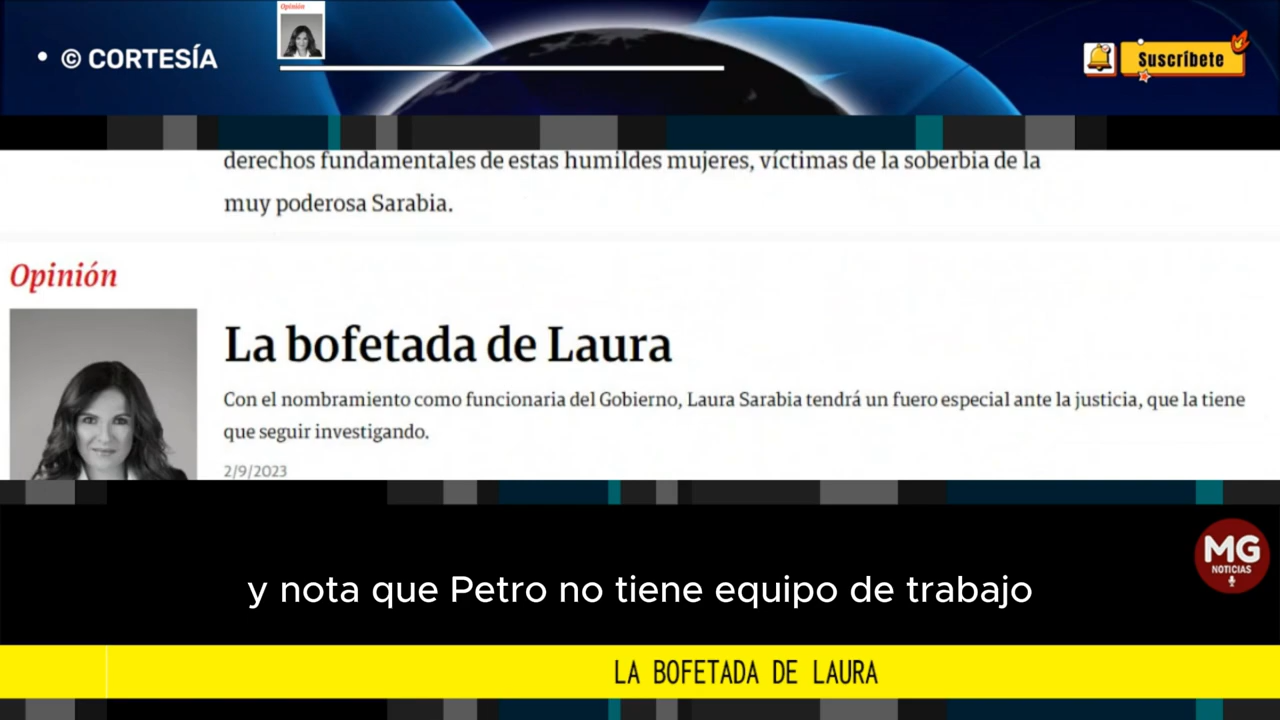 Opinión
• © CORTESÍA
Suscríbete
derechos fundamentales de estas humildes mujeres, víctimas de la soberbia de la
muy poderosa Sarabia.
Opinión
La bofetada de Laura
Con el nombramiento como funcionaria del Gobierno, Laura Sarabia tendrá un fuero especial ante la justicia, que la tiene
que seguir investigando.
2/9/2023
MG
NOTICIAS
y nota que Petro no tiene equipo de trabajo
LA BOFETADA DE LAURA